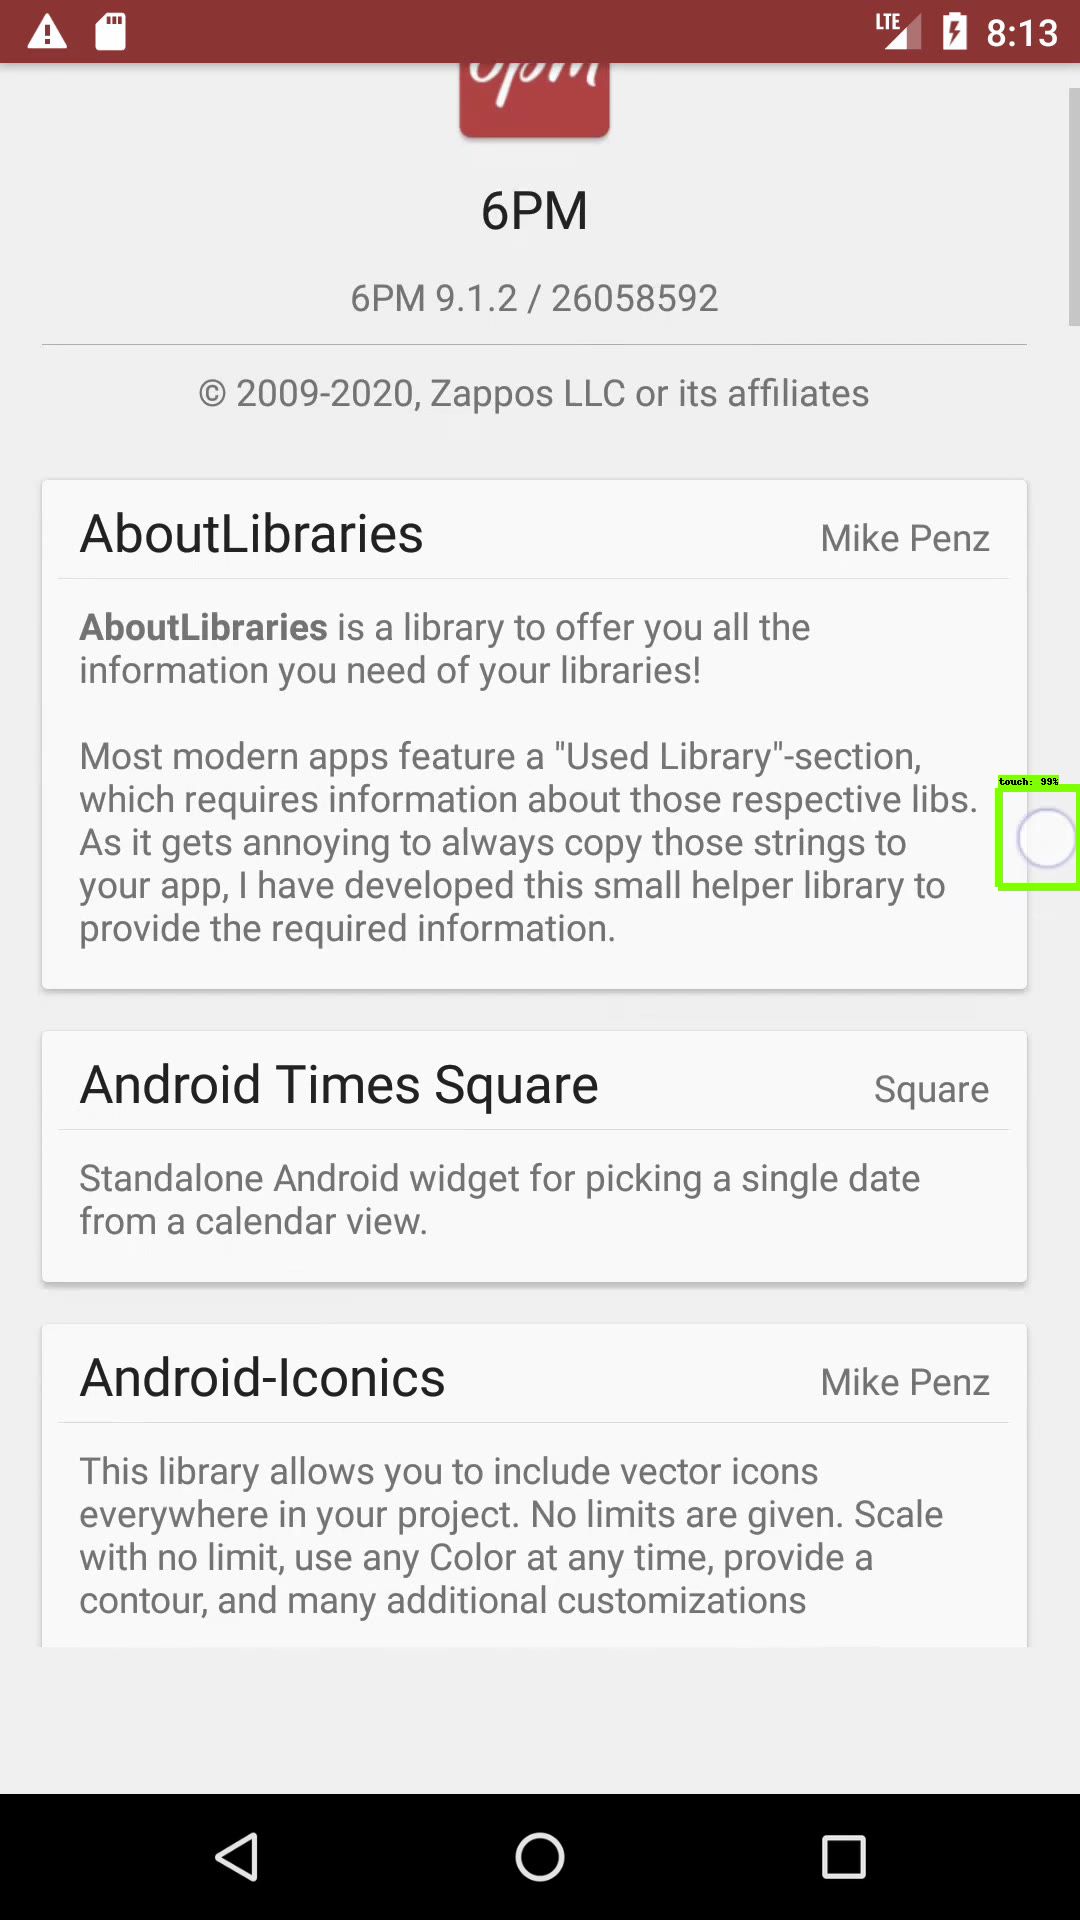 LTE 8:13
6pm
6PM
6PM 9.1.2 / 26058592
© 2009-2020, Zappos LLC or its affiliates
AboutLibraries Mike Penz
AboutLibraries is a library to offer you all the
information you need of your libraries!
Most modern apps feature a "Used Library"-section,
which requires information about those respective libs.
touch: 99%
As it gets annoying to always copy those strings to
your app, I have developed this small helper library to
provide the required information.
Android Times Square Square
Standalone Android widget for picking a single date
from a calendar view.
Android-Iconics Mike Penz
This library allows you to include vector icons
everywhere in your project. No limits are given. Scale
with no limit, use any Color at any time, provide a
contour, and many additional customizations